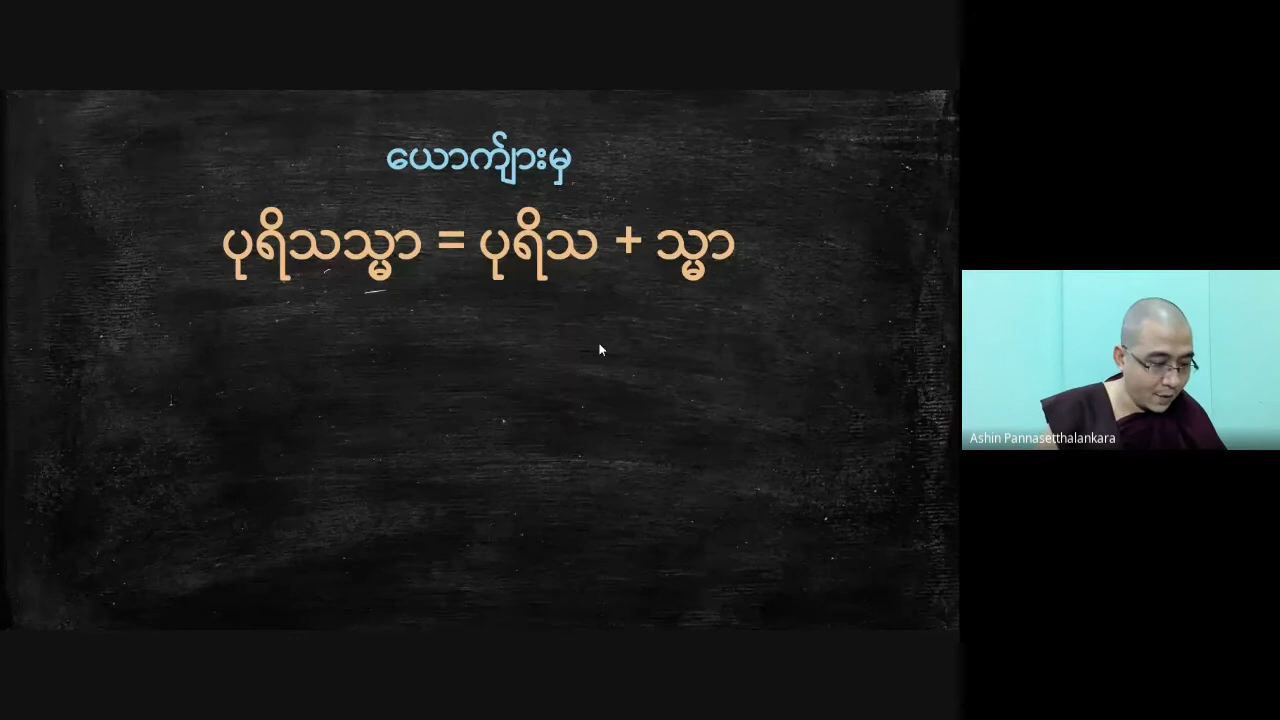 ယောက်ျားမှ
ပုရိသသ္မာ = ပုရိသ + သ္မာ
Ashin Pannasetthalankara